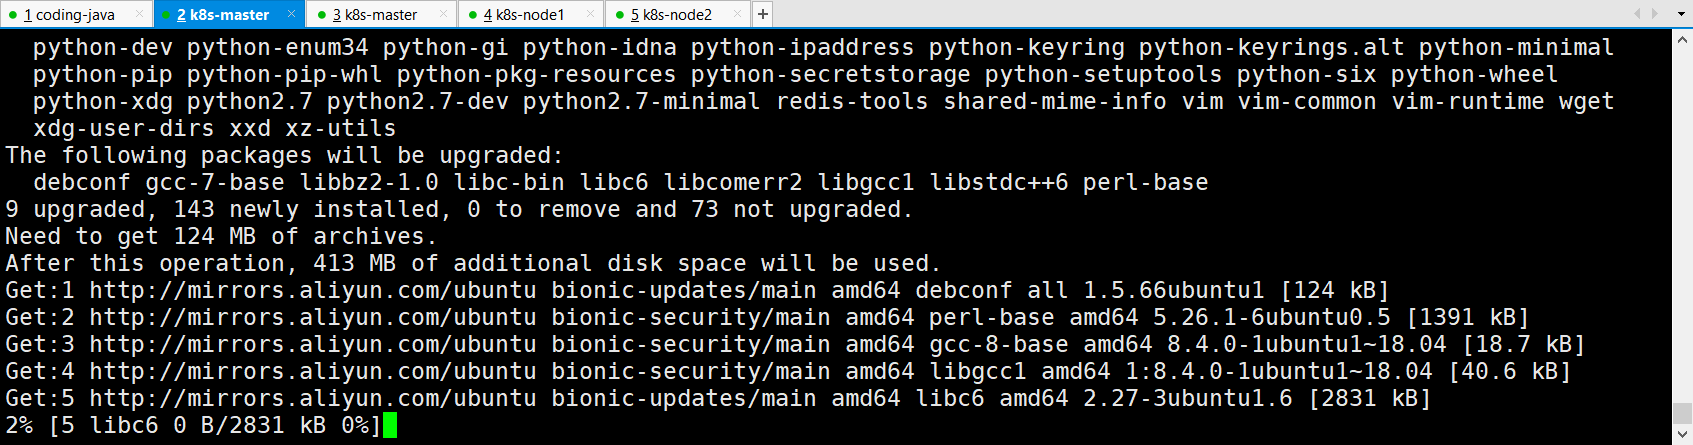 1 coding-java × 2 k8s-master × 3 k8s-master × 4 k8s-node1 × 5 k8s-node2 × +
python-dev python-enum34 python-gi python-idna python-ipaddress python-keyring python-keyrings.alt python-minimal
python-pip python-pip-whl python-pkg-resources python-secretstorage python-setuptools python-six python-wheel
python-xdg python2.7 python2.7-dev python2.7-minimal redis-tools shared-mime-info vim vim-common vim-runtime wget
xdg-user-dirs xxd xz-utils
The following packages will be upgraded:
debconf gcc-7-base libbz2-1.0 libc-bin libc6 libcomerr2 libgcc1 libstdc++6 perl-base
9 upgraded, 143 newly installed, 0 to remove and 73 not upgraded.
Need to get 124 MB of archives.
After this operation, 413 MB of additional disk space will be used.
Get:1 http://mirrors.aliyun.com/ubuntu bionic-updates/main amd64 debconf all 1.5.66ubuntu1 [124 kB]
Get:2 http://mirrors.aliyun.com/ubuntu bionic-security/main amd64 perl-base amd64 5.26.1-6ubuntu0.5 [1391 kB]
Get:3 http://mirrors.aliyun.com/ubuntu bionic-security/main amd64 gcc-8-base amd64 8.4.0-1ubuntu1~18.04 [18.7 kB]
Get:4 http://mirrors.aliyun.com/ubuntu bionic-security/main amd64 libgcc1 amd64 1:8.4.0-1ubuntu1~18.04 [40.6 kB]
Get:5 http://mirrors.aliyun.com/ubuntu bionic-updates/main amd64 libc6 amd64 2.27-3ubuntu1.6 [2831 kB]
2% [5 libc6 0 B/2831 kB 0%]